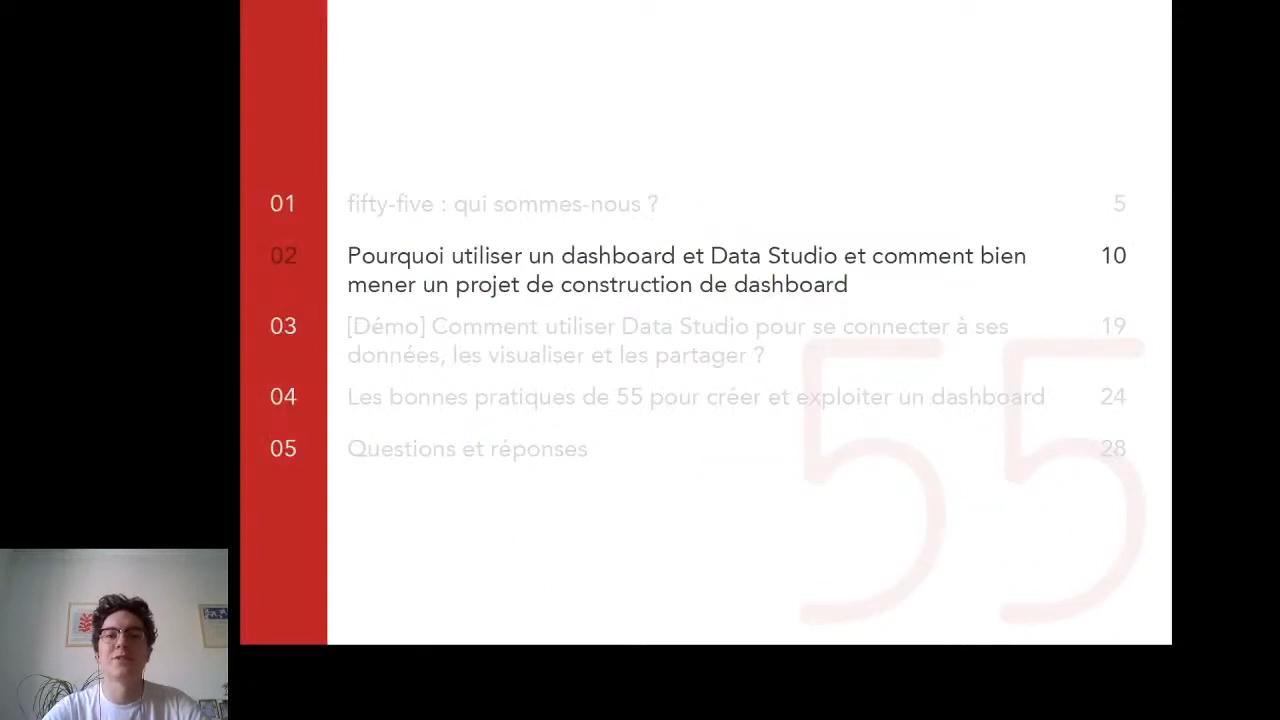 01 fifty-five : qui sommes-nous ? 5
02 Pourquoi utiliser un dashboard et Data Studio et comment bien 10
mener un projet de construction de dashboard
03 [Démo] Comment utiliser Data Studio pour se connecter à ses 19
données, les visualiser et les partager ?
04 Les bonnes pratiques de 55 pour créer et exploiter un dashboard 24
05 Questions et réponses 28
55